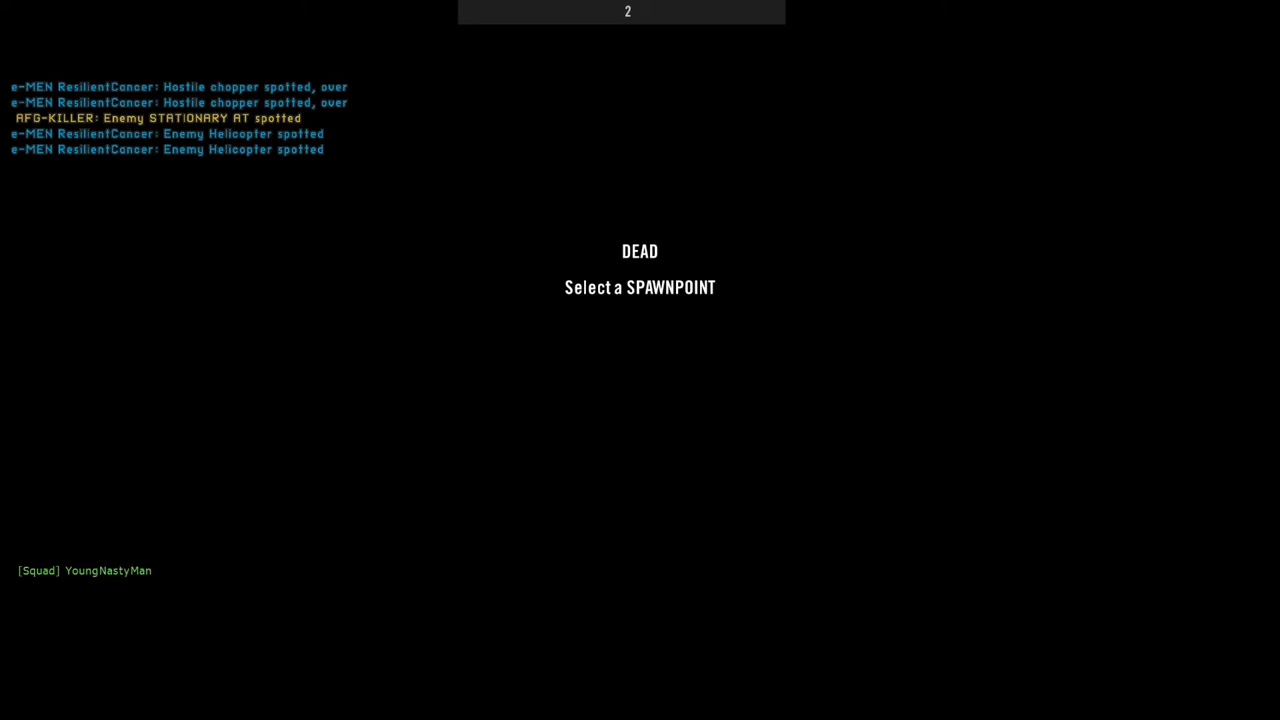 2
e-MEN ResilientCancer: Hostile chopper spotted, over
e-MEN ResilientCancer: Hostile chopper spotted, over
AFG-KILLER: Enemy STATIONARY AT spotted
e-MEN ResilientCancer: Enemy Helicopter spotted
e-MEN ResilientCancer: Enemy Helicopter spotted
DEAD
Select a SPAWNPOINT
[Squad] YoungNastyMan